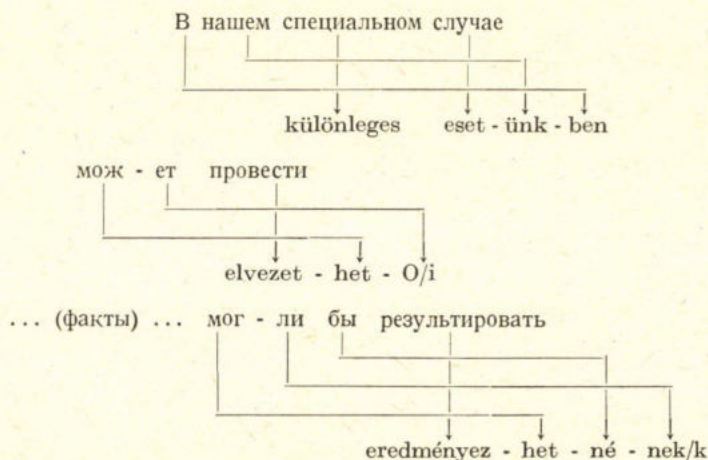 В нашем специальном случае
különleges eset - ünk - ben
мож - ет провести
elvezet - het - O/i
... (факты) ... мог - ли бы результировать
eredményez - het - né - nek/k